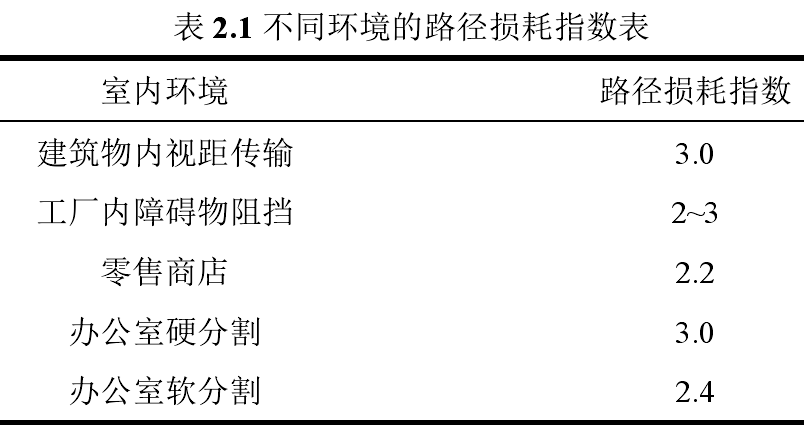 表 2.1 不同环境的路径损耗指数表
室内环境 路径损耗指数
建筑物内视距传输 3.0
工厂内障碍物阻挡 2~3
零售商店 2.2
办公室硬分割 3.0
办公室软分割 2.4